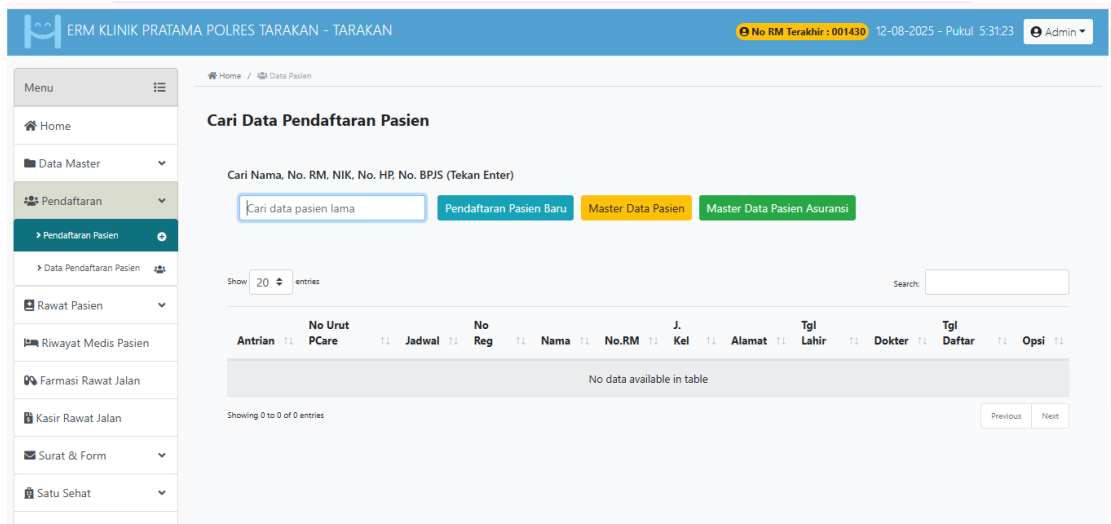 ERM KLINIK PRATAMA POLRES TARAKAN - TARAKAN
No RM Terakhir : 001430 12-08-2025 - Pukul 5:31:23 Admin
Menu
Home
Data Master
Pendaftaran
Pendaftaran Pasien
Data Pendaftaran Pasien
Rawat Pasien
Riwayat Medis Pasien
Farmasi Rawat Jalan
Kasir Rawat Jalan
Surat & Form
Satu Sehat
Home / Data Pasien
Cari Data Pendaftaran Pasien
Cari Nama, No. RM, NIK, No. HP, No. BPJS (Tekan Enter)
Cari data pasien lama Pendaftaran Pasien Baru Master Data Pasien Master Data Pasien Asuransi
Show 20 entries Search:
Antrian No Urut PCare Jadwal No Reg Nama No.RM J. Kel Alamat Tgl Lahir Dokter Tgl Daftar Opsi
No data available in table
Showing 0 to 0 of 0 entries Previous Next